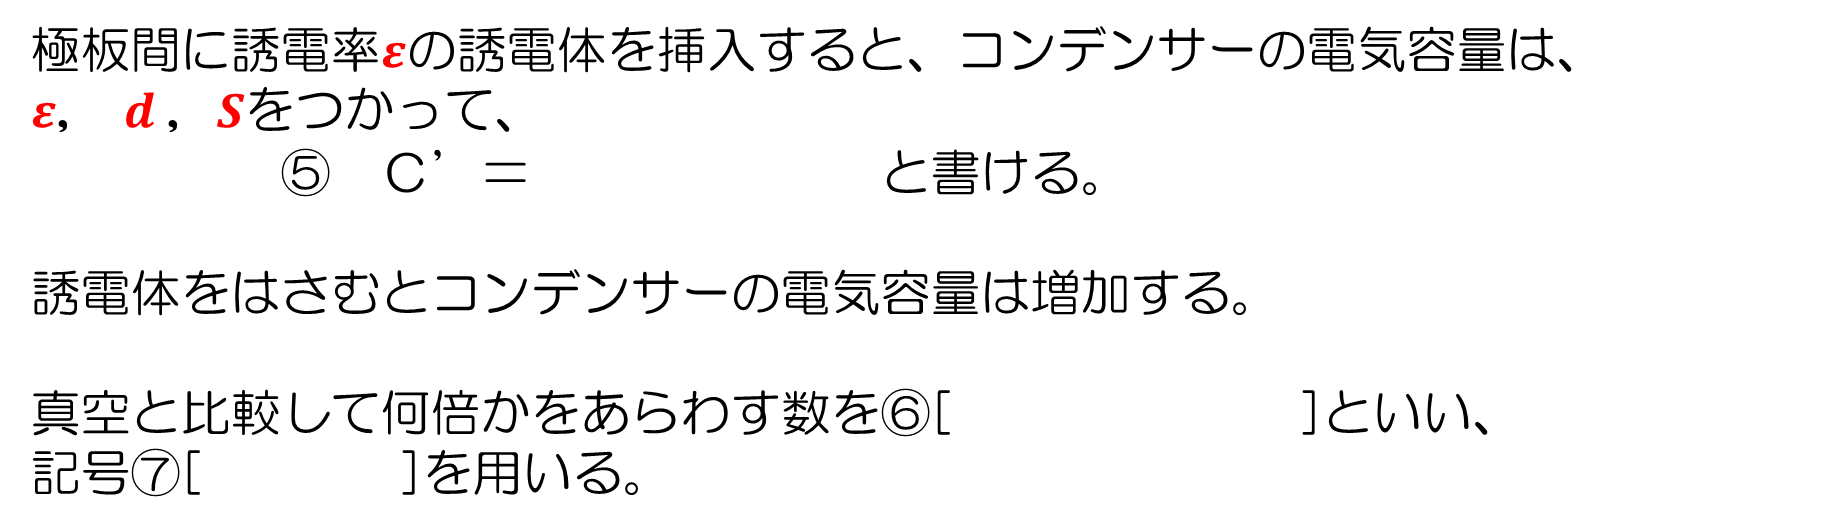 極板間に誘電率εの誘電体を挿入すると、コンデンサーの電気容量は、
ε, d , Sをつかって、
⑤ C’ ＝ と書ける。
誘電体をはさむとコンデンサーの電気容量は増加する。
真空と比較して何倍かをあらわす数を⑥[ ]といい、
記号⑦[ ]を用いる。